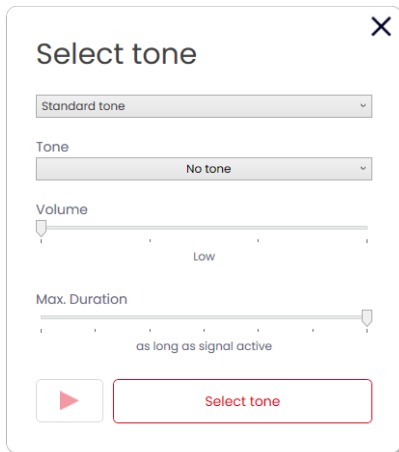 Select tone
Standard tone
Tone
No tone
Volume
Low
Max. Duration
as long as signal active
Select tone